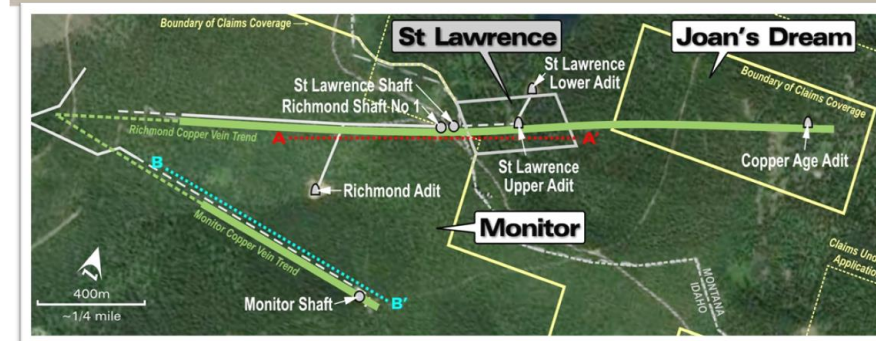 Boundary of Claims Coverage
St Lawrence
Joan's Dream
St Lawrence
Lower Adit
St Lawrence Shaft
Richmond Shaft No 1
Boundary of Claims Coverage
Richmond Copper Vein Trend
A
A'
St Lawrence
Upper Adit
Copper Age Adit
B
Richmond Adit
Monitor
Monitor Copper Vein Trend
Claims Und
Application
MONTANA
IDAHO
400m
~1/4 mile
Monitor Shaft
B'